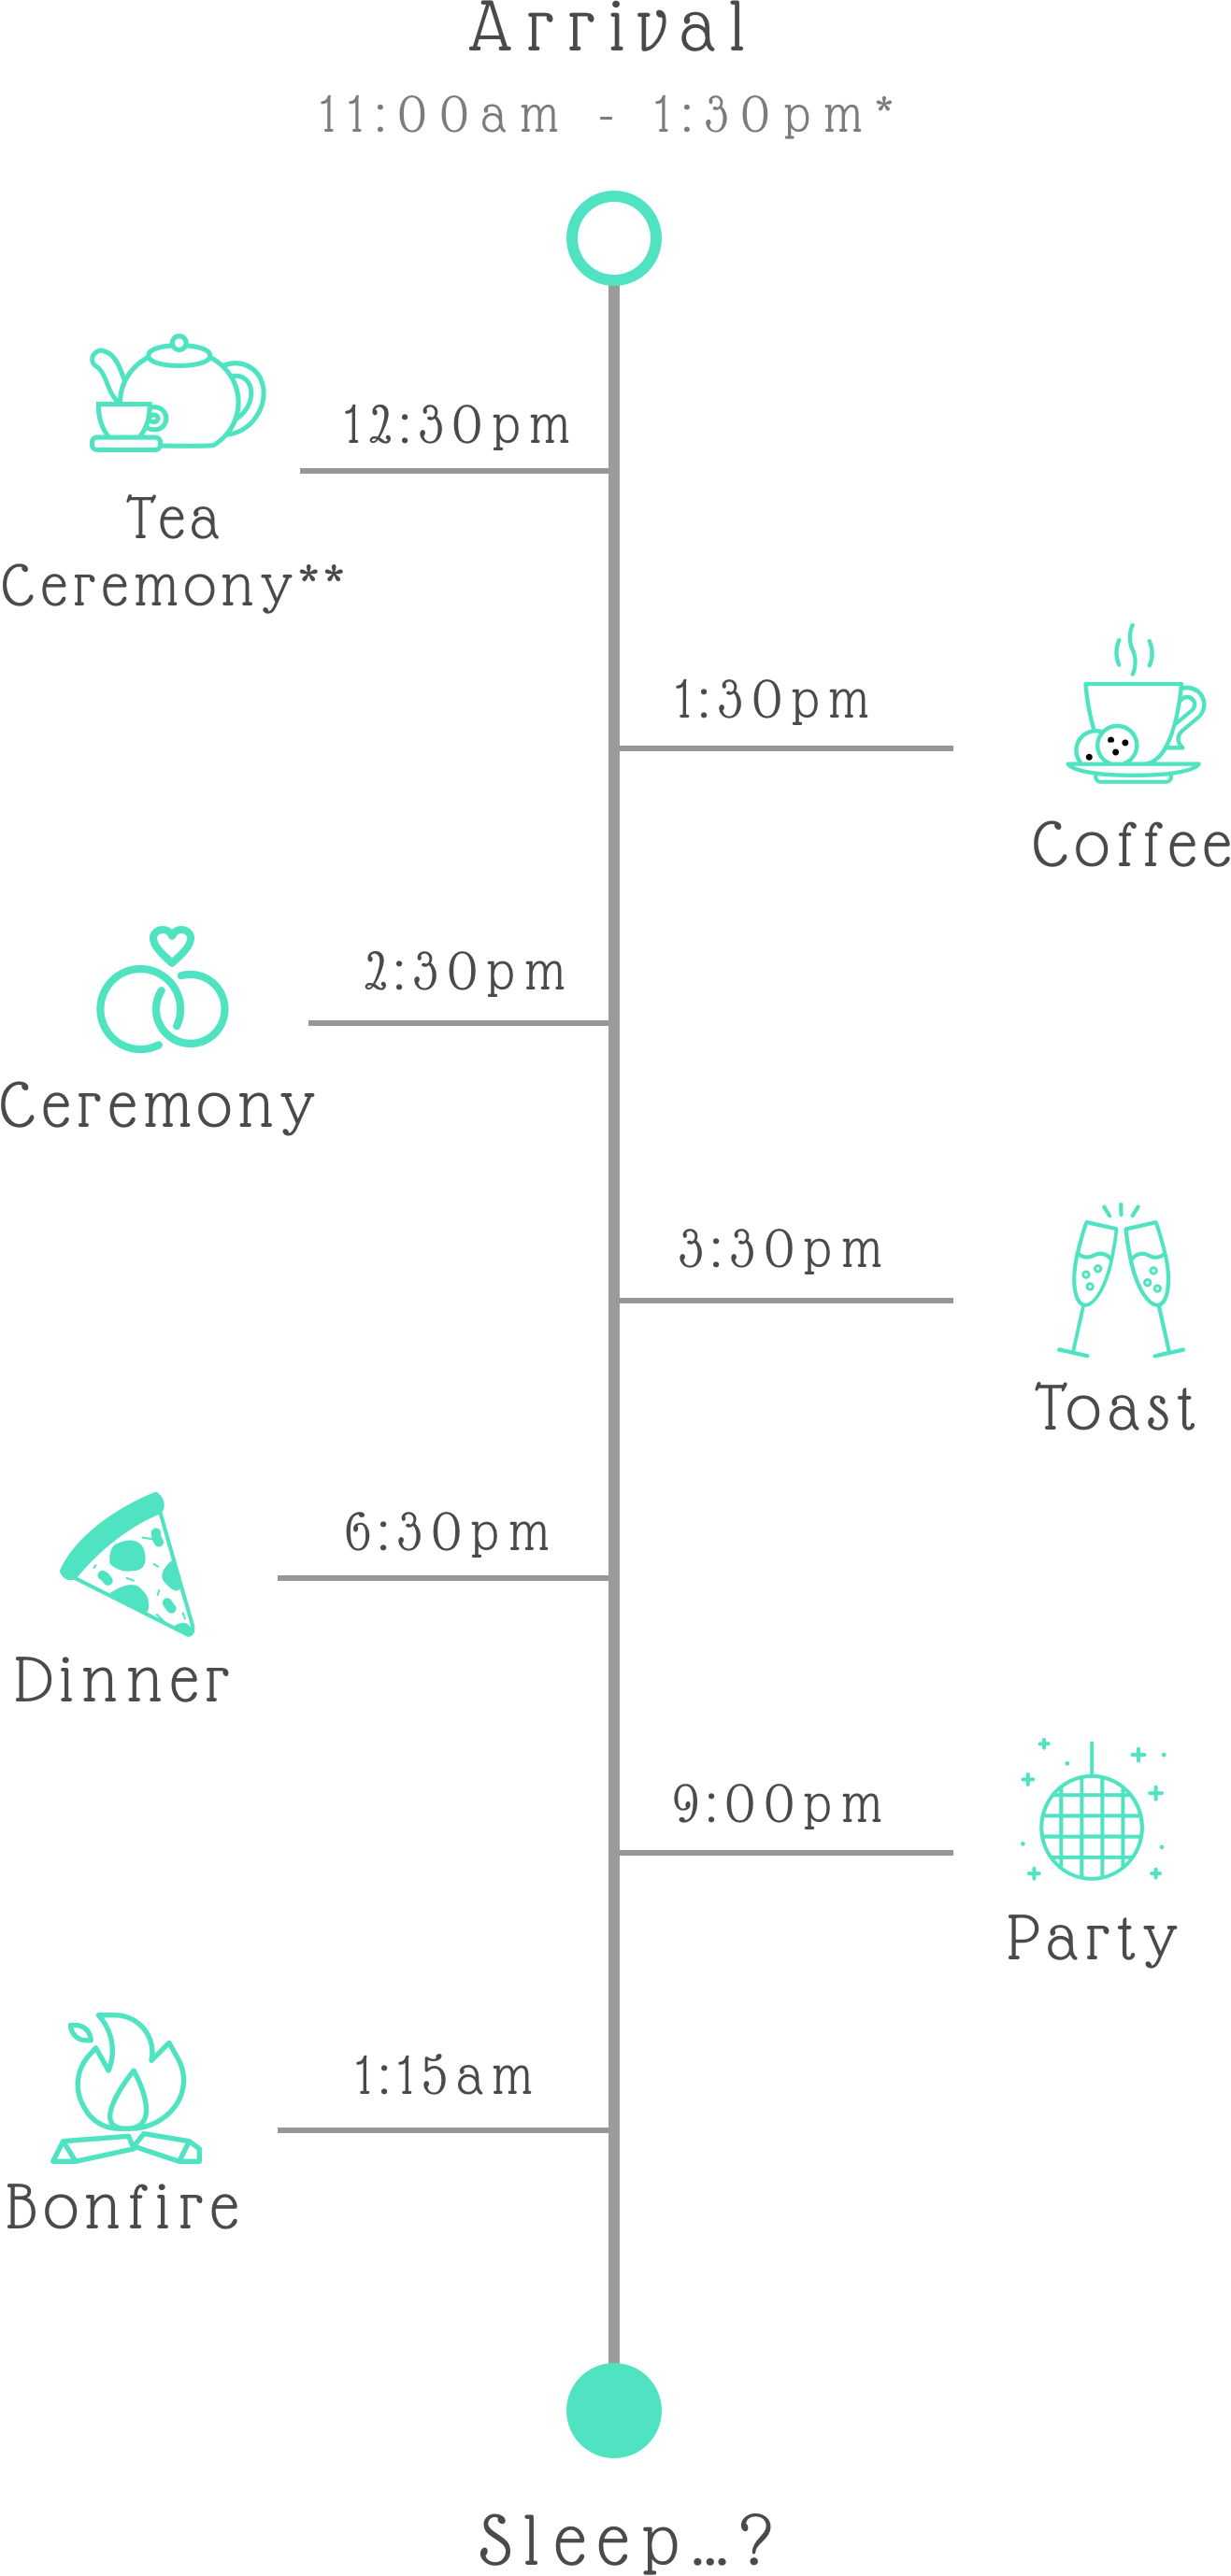 Arrival
11:00am - 1:30pm*
12:30pm
Tea
Ceremony**
1:30pm
Coffee
2:30pm
Ceremony
3:30pm
Toast
6:30pm
Dinner
9:00pm
Party
1:15am
Bonfire
Sleep...?